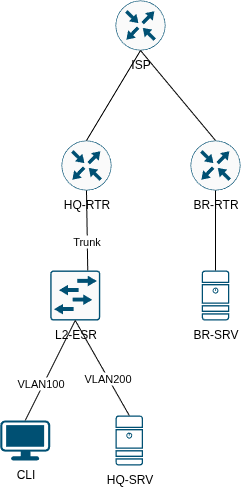 ISP
HQ-RTR
BR-RTR
Trunk
L2-ESR
BR-SRV
VLAN100
VLAN200
CLI
HQ-SRV